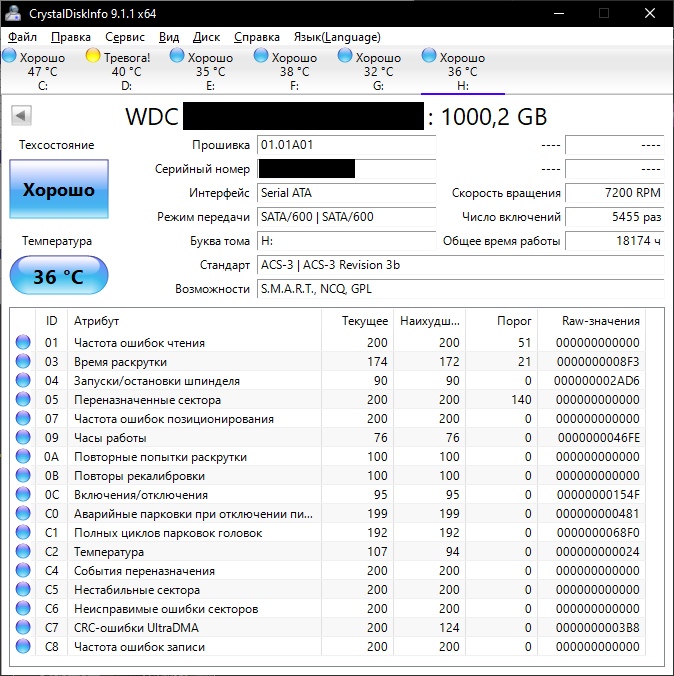 CrystalDiskInfo 9.1.1 x64
Файл Правка Сервис Вид Диск Справка Язык(Language)
Хорошо Тревога! Хорошо Хорошо Хорошо Хорошо
47 °C 40 °C 35 °C 38 °C 32 °C 36 °C
C: D: E: F: G: H:
WDC : 1000,2 GB
Техсостояние Прошивка 01.01A01 ---- ----
Хорошо Серийный номер ---- ----
Интерфейс Serial ATA Скорость вращения 7200 RPM
Режим передачи SATA/600 | SATA/600 Число включений 5455 раз
Температура Буква тома H: Общее время работы 18174 ч
36 °C Стандарт ACS-3 | ACS-3 Revision 3b
Возможности S.M.A.R.T., NCQ, GPL
ID Атрибут Текущее Наихудш... Порог Raw-значения
01 Частота ошибок чтения 200 200 51 000000000000
03 Время раскрутки 174 172 21 0000000008F3
04 Запуски/остановки шпинделя 90 90 0 000000002AD6
05 Переназначенные сектора 200 200 140 000000000000
07 Частота ошибок позиционирования 200 200 0 000000000000
09 Часы работы 76 76 0 0000000046FE
0A Повторные попытки раскрутки 100 100 0 000000000000
0B Повторы рекалибровки 100 100 0 000000000000
0C Включения/отключения 95 95 0 00000000154F
C0 Аварийные парковки при отключении пи... 199 199 0 000000000481
C1 Полных циклов парковок головок 192 192 0 0000000068F0
C2 Температура 107 94 0 000000000024
C4 События переназначения 200 200 0 000000000000
C5 Нестабильные сектора 200 200 0 000000000000
C6 Неисправимые ошибки секторов 200 200 0 000000000000
C7 CRC-ошибки UltraDMA 200 124 0 0000000003B8
C8 Частота ошибок записи 200 200 0 000000000000